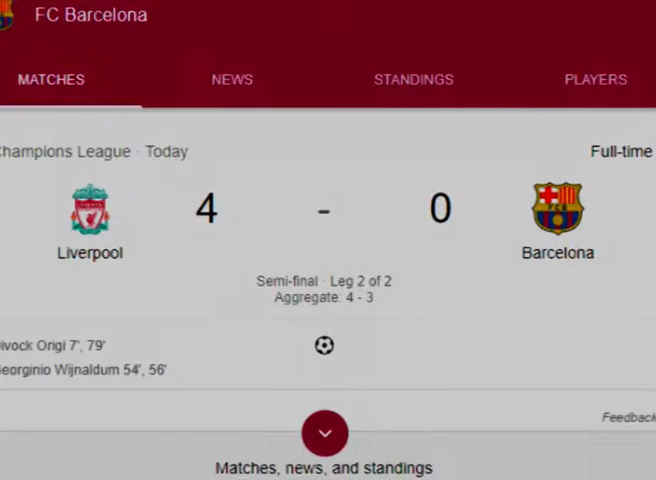 FC Barcelona
MATCHES NEWS STANDINGS PLAYERS
hampions League · Today Full-time
4 - 0
Liverpool Barcelona
Semi-final · Leg 2 of 2
Aggregate: 4 - 3
ivock Origi 7', 79'
eorginio Wijnaldum 54', 56'
Feedback
Matches, news, and standings